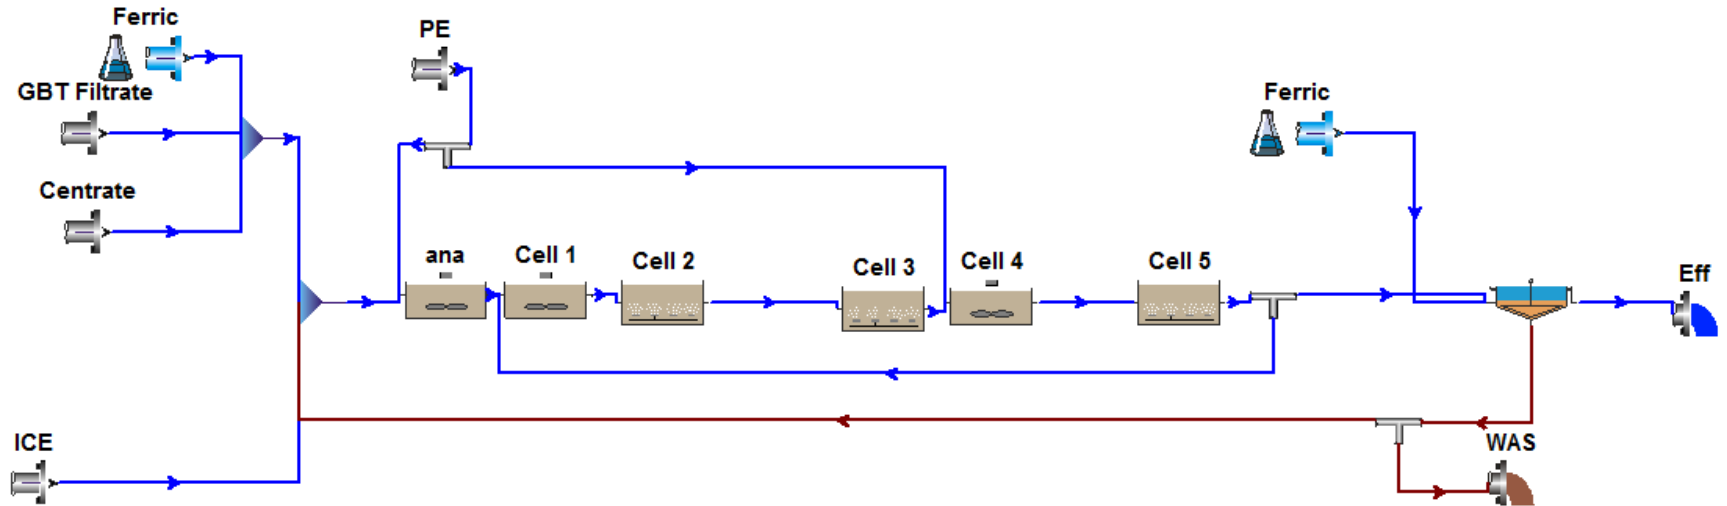 Ferric
PE
GBT Filtrate
Ferric
Centrate
ana
Cell 1
Cell 2
Cell 3
Cell 4
Cell 5
Eff
ICE
WAS